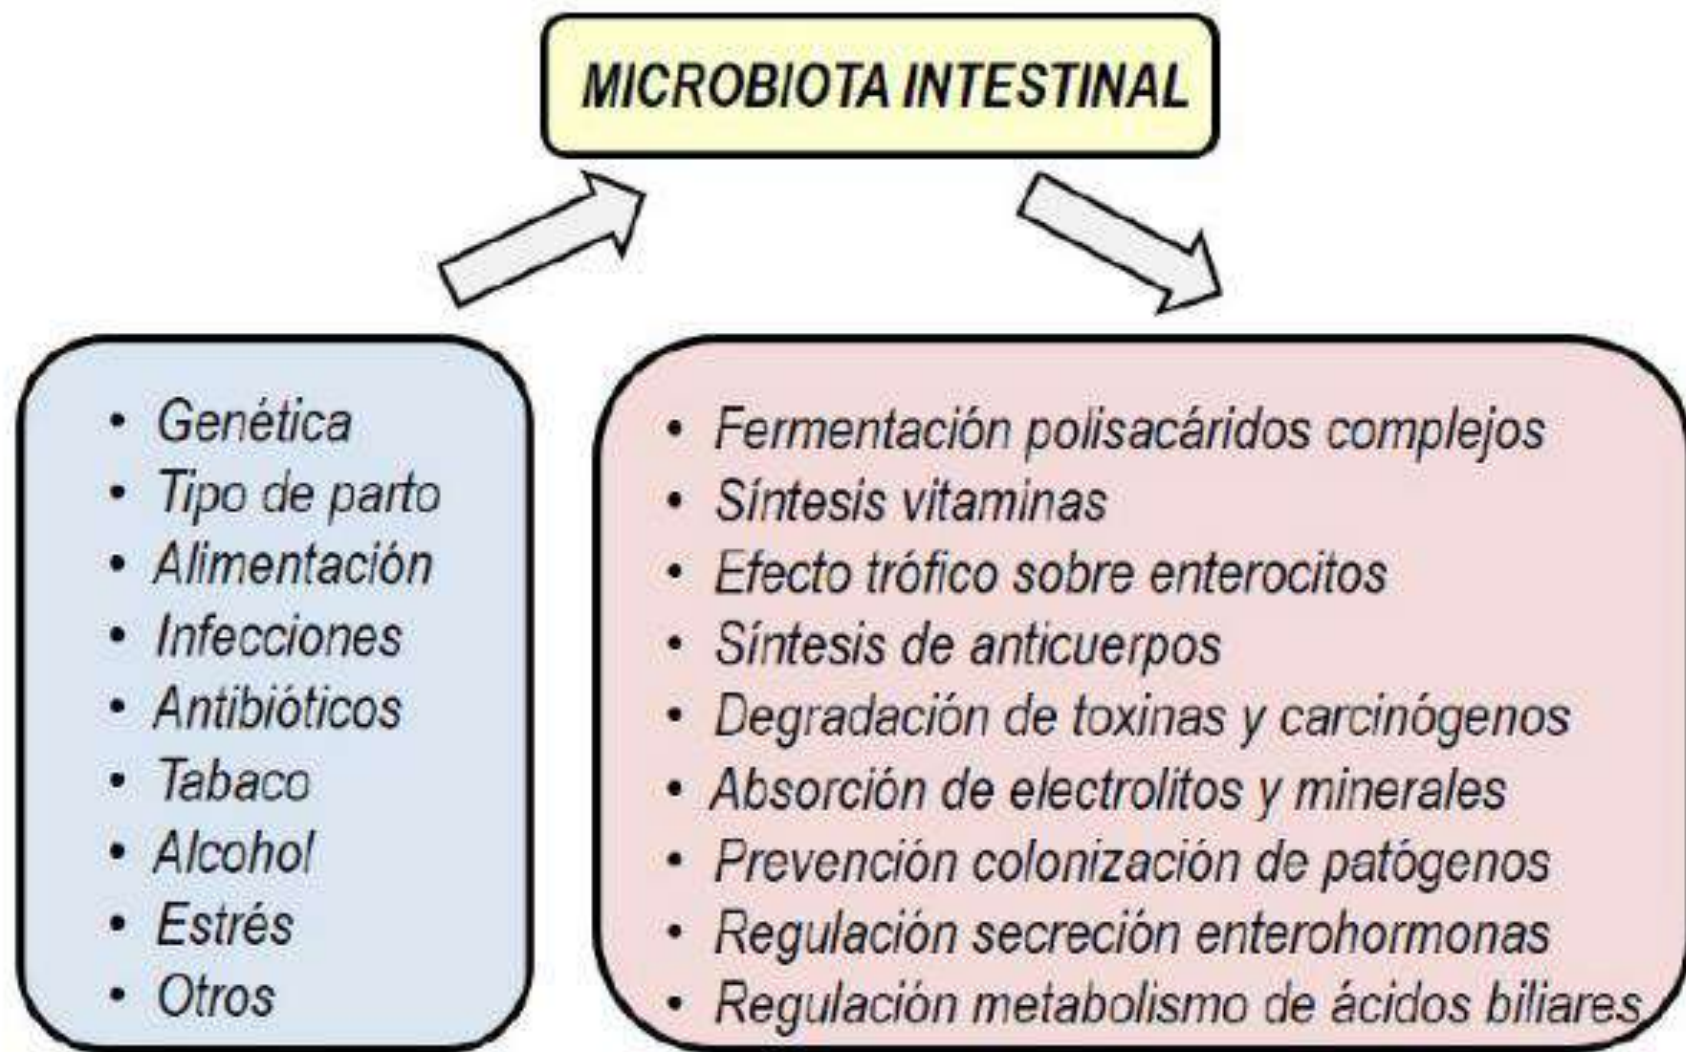 MICROBIOTA INTESTINAL
• Genética
• Tipo de parto
• Alimentación
• Infecciones
• Antibióticos
• Tabaco
• Alcohol
• Estrés
• Otros
• Fermentación polisacáridos complejos
• Síntesis vitaminas
• Efecto trófico sobre enterocitos
• Síntesis de anticuerpos
• Degradación de toxinas y carcinógenos
• Absorción de electrolitos y minerales
• Prevención colonización de patógenos
• Regulación secreción enterohormonas
• Regulación metabolismo de ácidos biliares